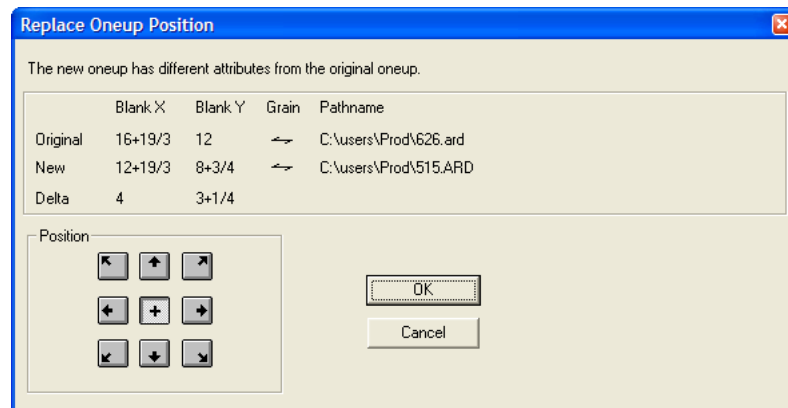 Replace Oneup Position
The new oneup has different attributes from the original oneup.
Blank X Blank Y Grain Pathname
Original 16+19/3 12 C:\users\Prod\626.ard
New 12+19/3 8+3/4 C:\users\Prod\515.ARD
Delta 4 3+1/4
Position
OK
Cancel